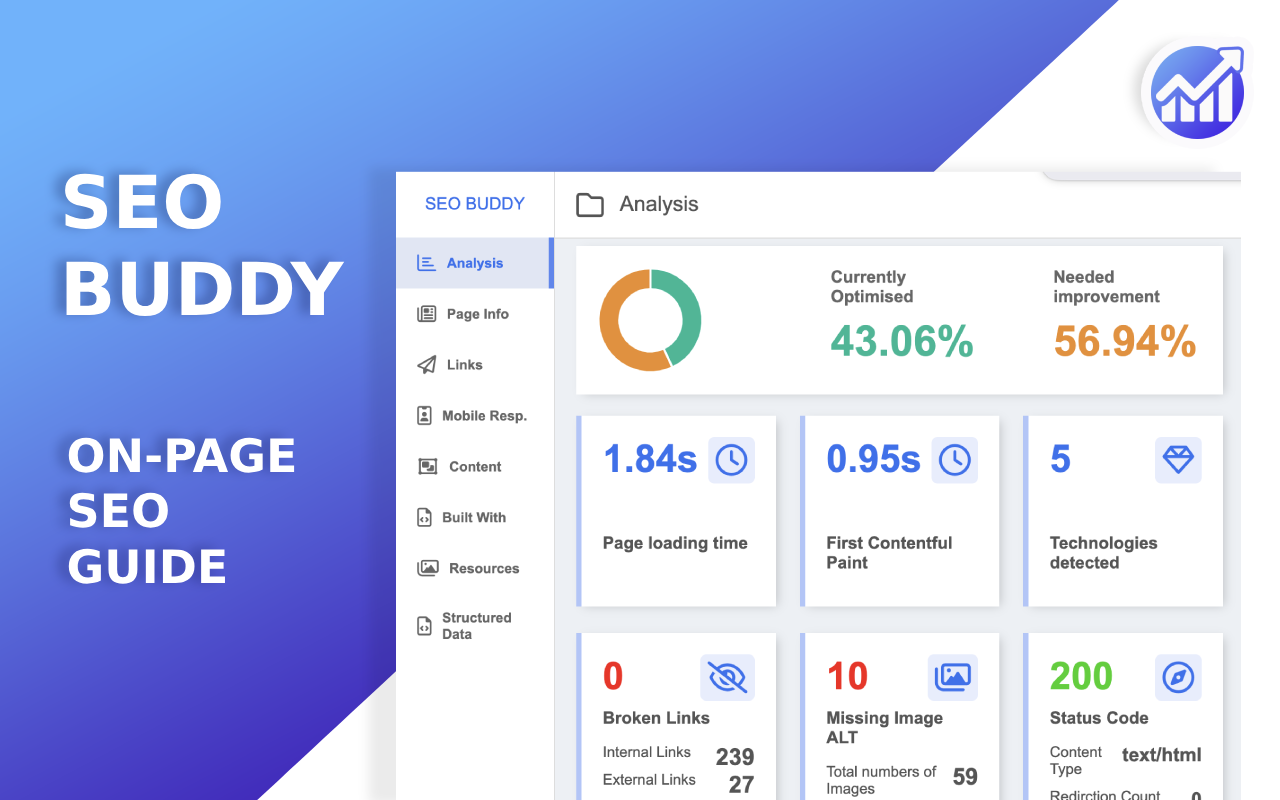 SEO
BUDDY
ON-PAGE
SEO
GUIDE
SEO BUDDY
Analysis
Analysis
Page Info
Links
Mobile Resp.
Content
Built With
Resources
Structured
Data
Currently
Optimised
43.06%
Needed
improvement
56.94%
1.84s
Page loading time
0.95s
First Contentful
Paint
5
Technologies
detected
0
Broken Links
Internal Links 239
External Links 27
10
Missing Image
ALT
Total numbers of
Images 59
200
Status Code
Content
Type text/html
Redirction Count 0